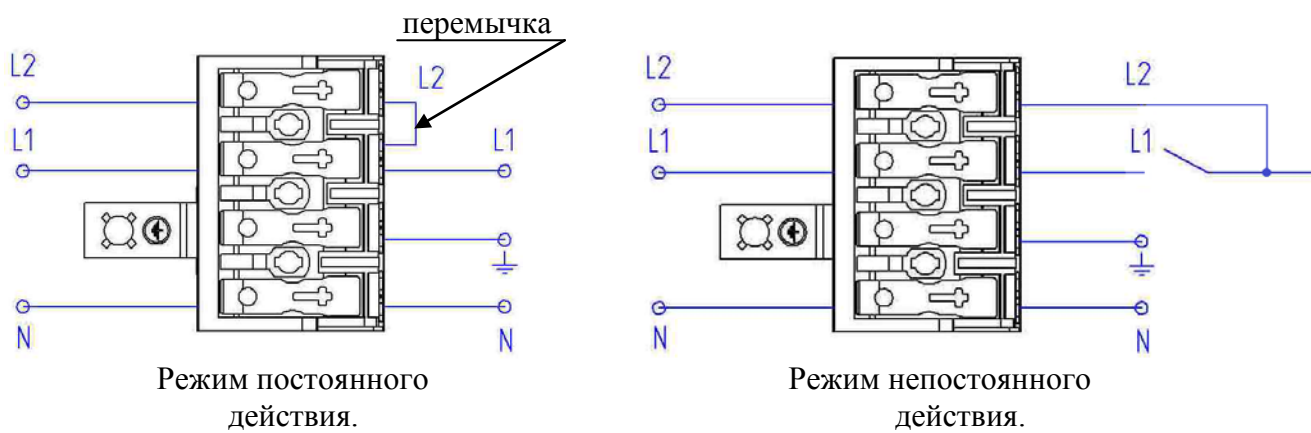 перемычка
L2
L2
L1
L1
N
N
Режим постоянного
действия.
L2
L2
L1
L1
N
N
Режим непостоянного
действия.